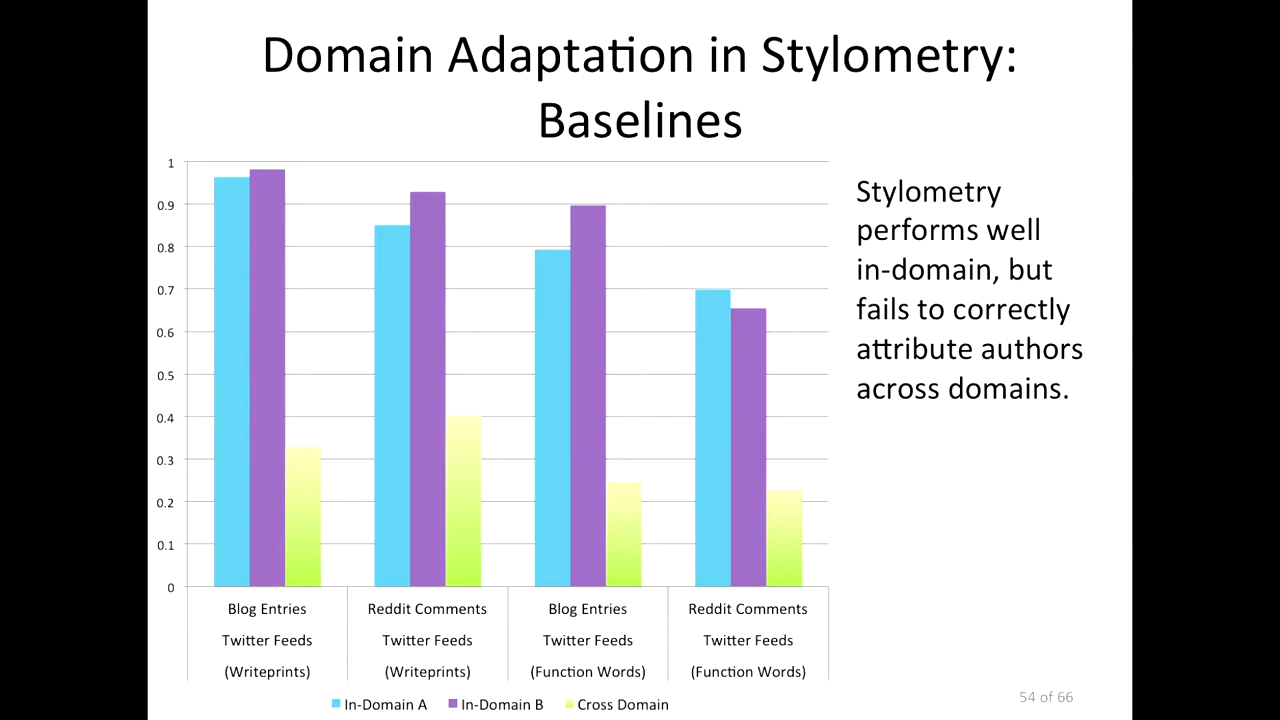 Domain Adaptation in Stylometry:
Baselines
1
0.9
0.8
0.7
0.6
0.5
0.4
0.3
0.2
0.1
0
Stylometry
performs well
in-domain, but
fails to correctly
attribute authors
across domains.
Blog Entries Reddit Comments Blog Entries Reddit Comments
Twitter Feeds Twitter Feeds Twitter Feeds Twitter Feeds
(Writeprints) (Writeprints) (Function Words) (Function Words)
In-Domain A In-Domain B Cross Domain
54 of 66